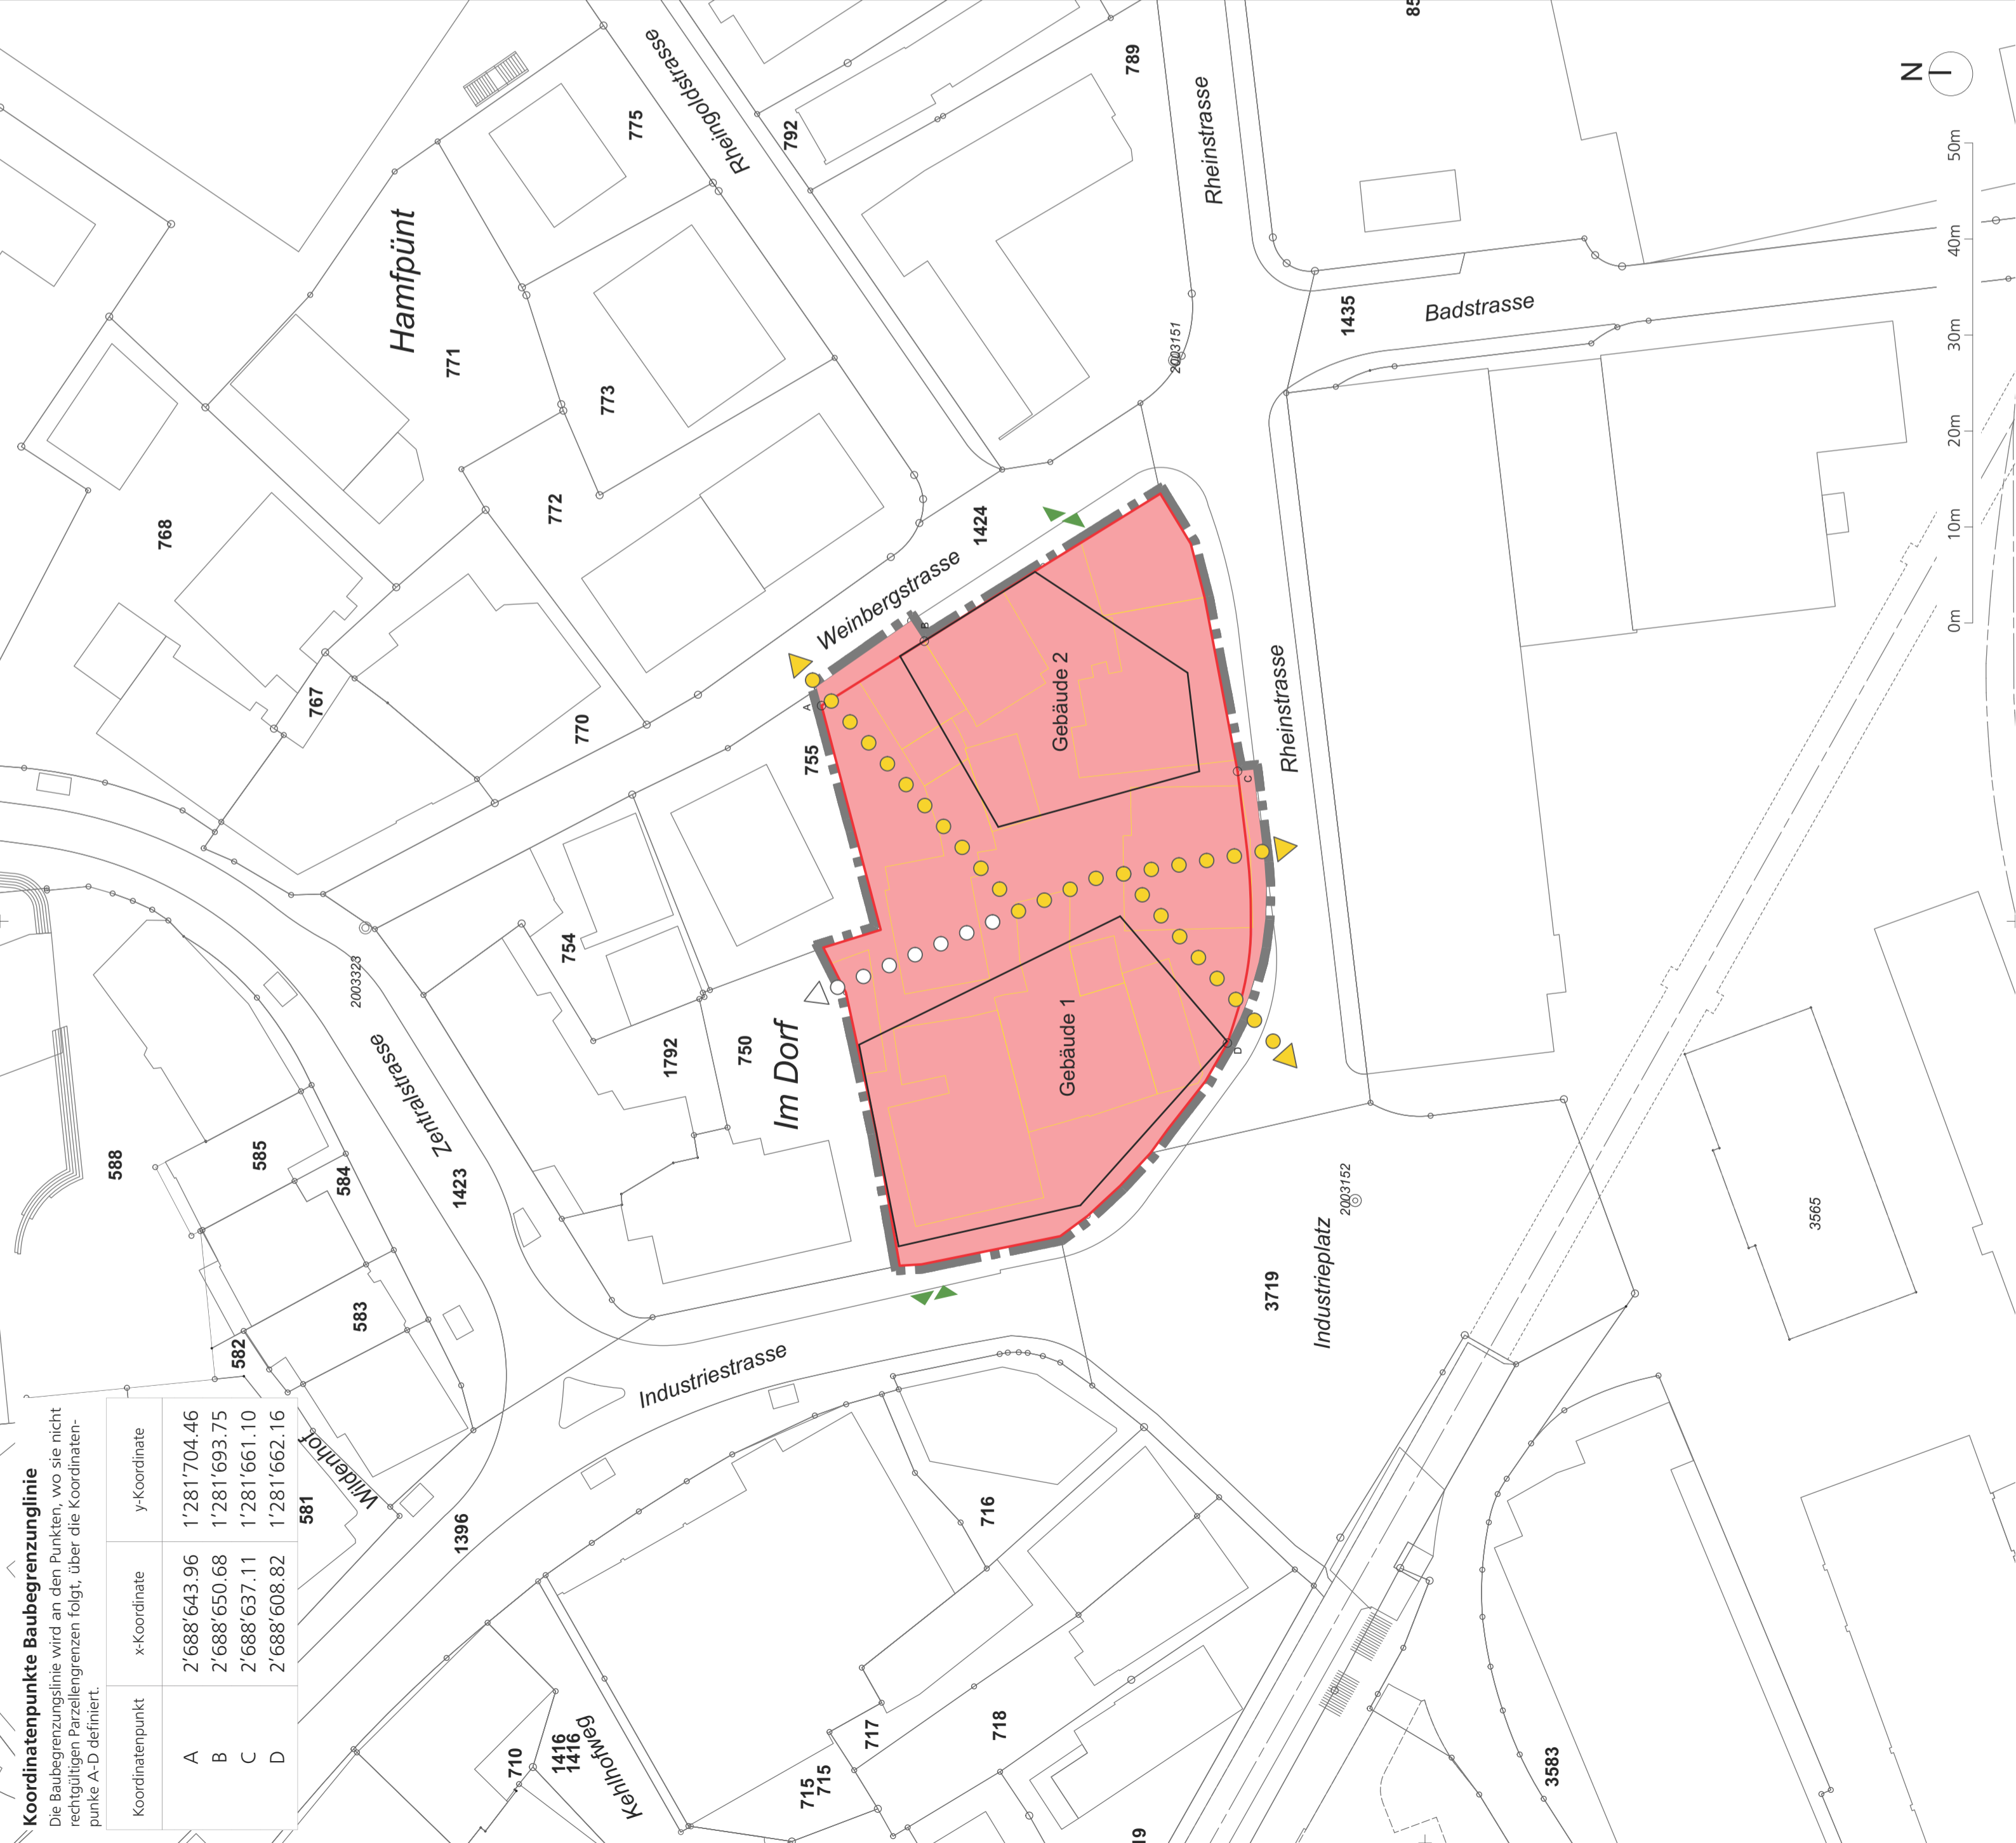 Koordinatenpunkte Baubegrenzunglinie
Die Baubegrenzungslinie wird an den Punkten, wo sie nicht
rechtgültigen Parzellengrenzen folgt, über die Koordinaten-
punke A-D definiert.
Koordinatenpunkt x-Koordinate y-Koordinate
A 2'688'643.96 1'281'704.46
B 2'688'650.68 1'281'693.75
C 2'688'637.11 1'281'661.10
D 2'688'608.82 1'281'662.16
Wildenhof
581
582
583
584
585
588
1396
1423
Zentralstrasse
2003323
710
1416
1416
Kehlhofweg
715
715
717
718
716
Industriestrasse
754
1792
750
Im Dorf
755
767
768
770
771
Hamfpünt
772
773
775
Rheingoldstrasse
792
789
Weinbergstrasse
1424
A
B
C
D
Gebäude 1
Gebäude 2
Rheinstrasse
Rheinstrasse
2003151
1435
Badstrasse
3719
Industrieplatz
2003152
3565
3583
0m 10m 20m 30m 40m 50m
N